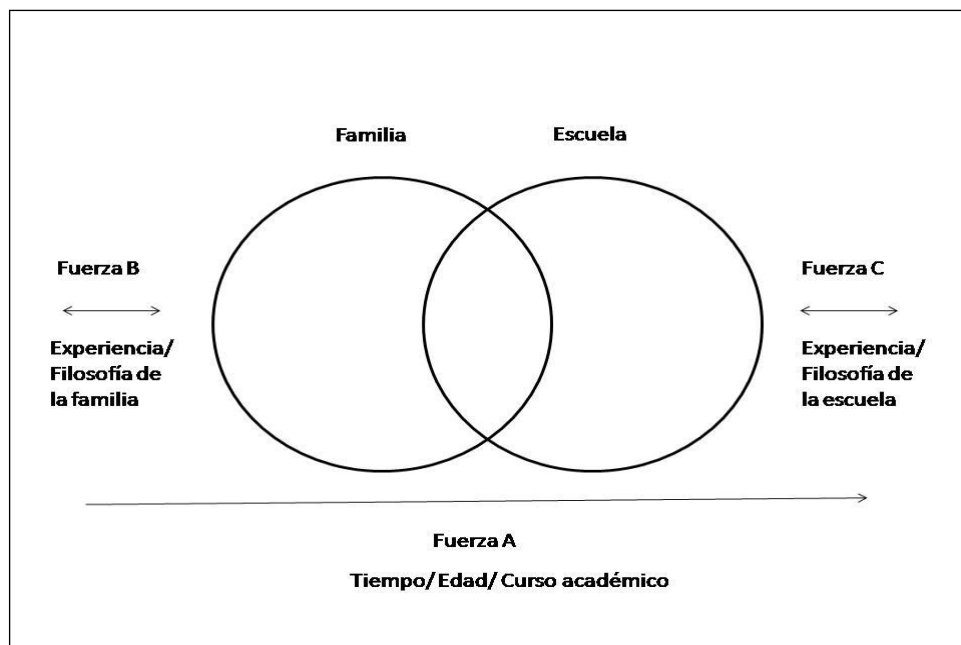 Familia
Escuela
Fuerza B
Experiencia/
Filosofía de
la familia
Fuerza C
Experiencia/
Filosofía de
la escuela
Fuerza A
Tiempo/ Edad/ Curso académico